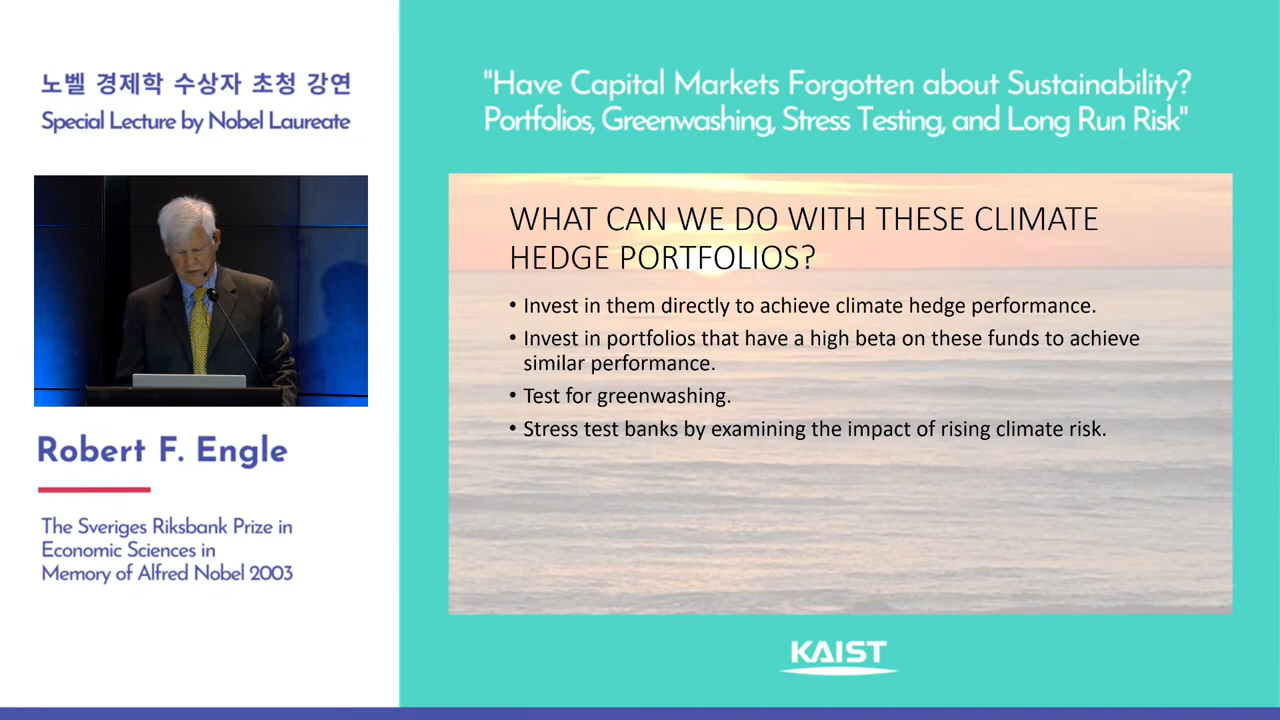 노벨 경제학 수상자 초청 강연
Special Lecture by Nobel Laureate
Robert F. Engle
The Sveriges Riksbank Prize in
Economic Sciences in
Memory of Alfred Nobel 2003
"Have Capital Markets Forgotten about Sustainability?
Portfolios, Greenwashing, Stress Testing, and Long Run Risk"
WHAT CAN WE DO WITH THESE CLIMATE
HEDGE PORTFOLIOS?
• Invest in them directly to achieve climate hedge performance.
• Invest in portfolios that have a high beta on these funds to achieve
similar performance.
• Test for greenwashing.
• Stress test banks by examining the impact of rising climate risk.
KAIST